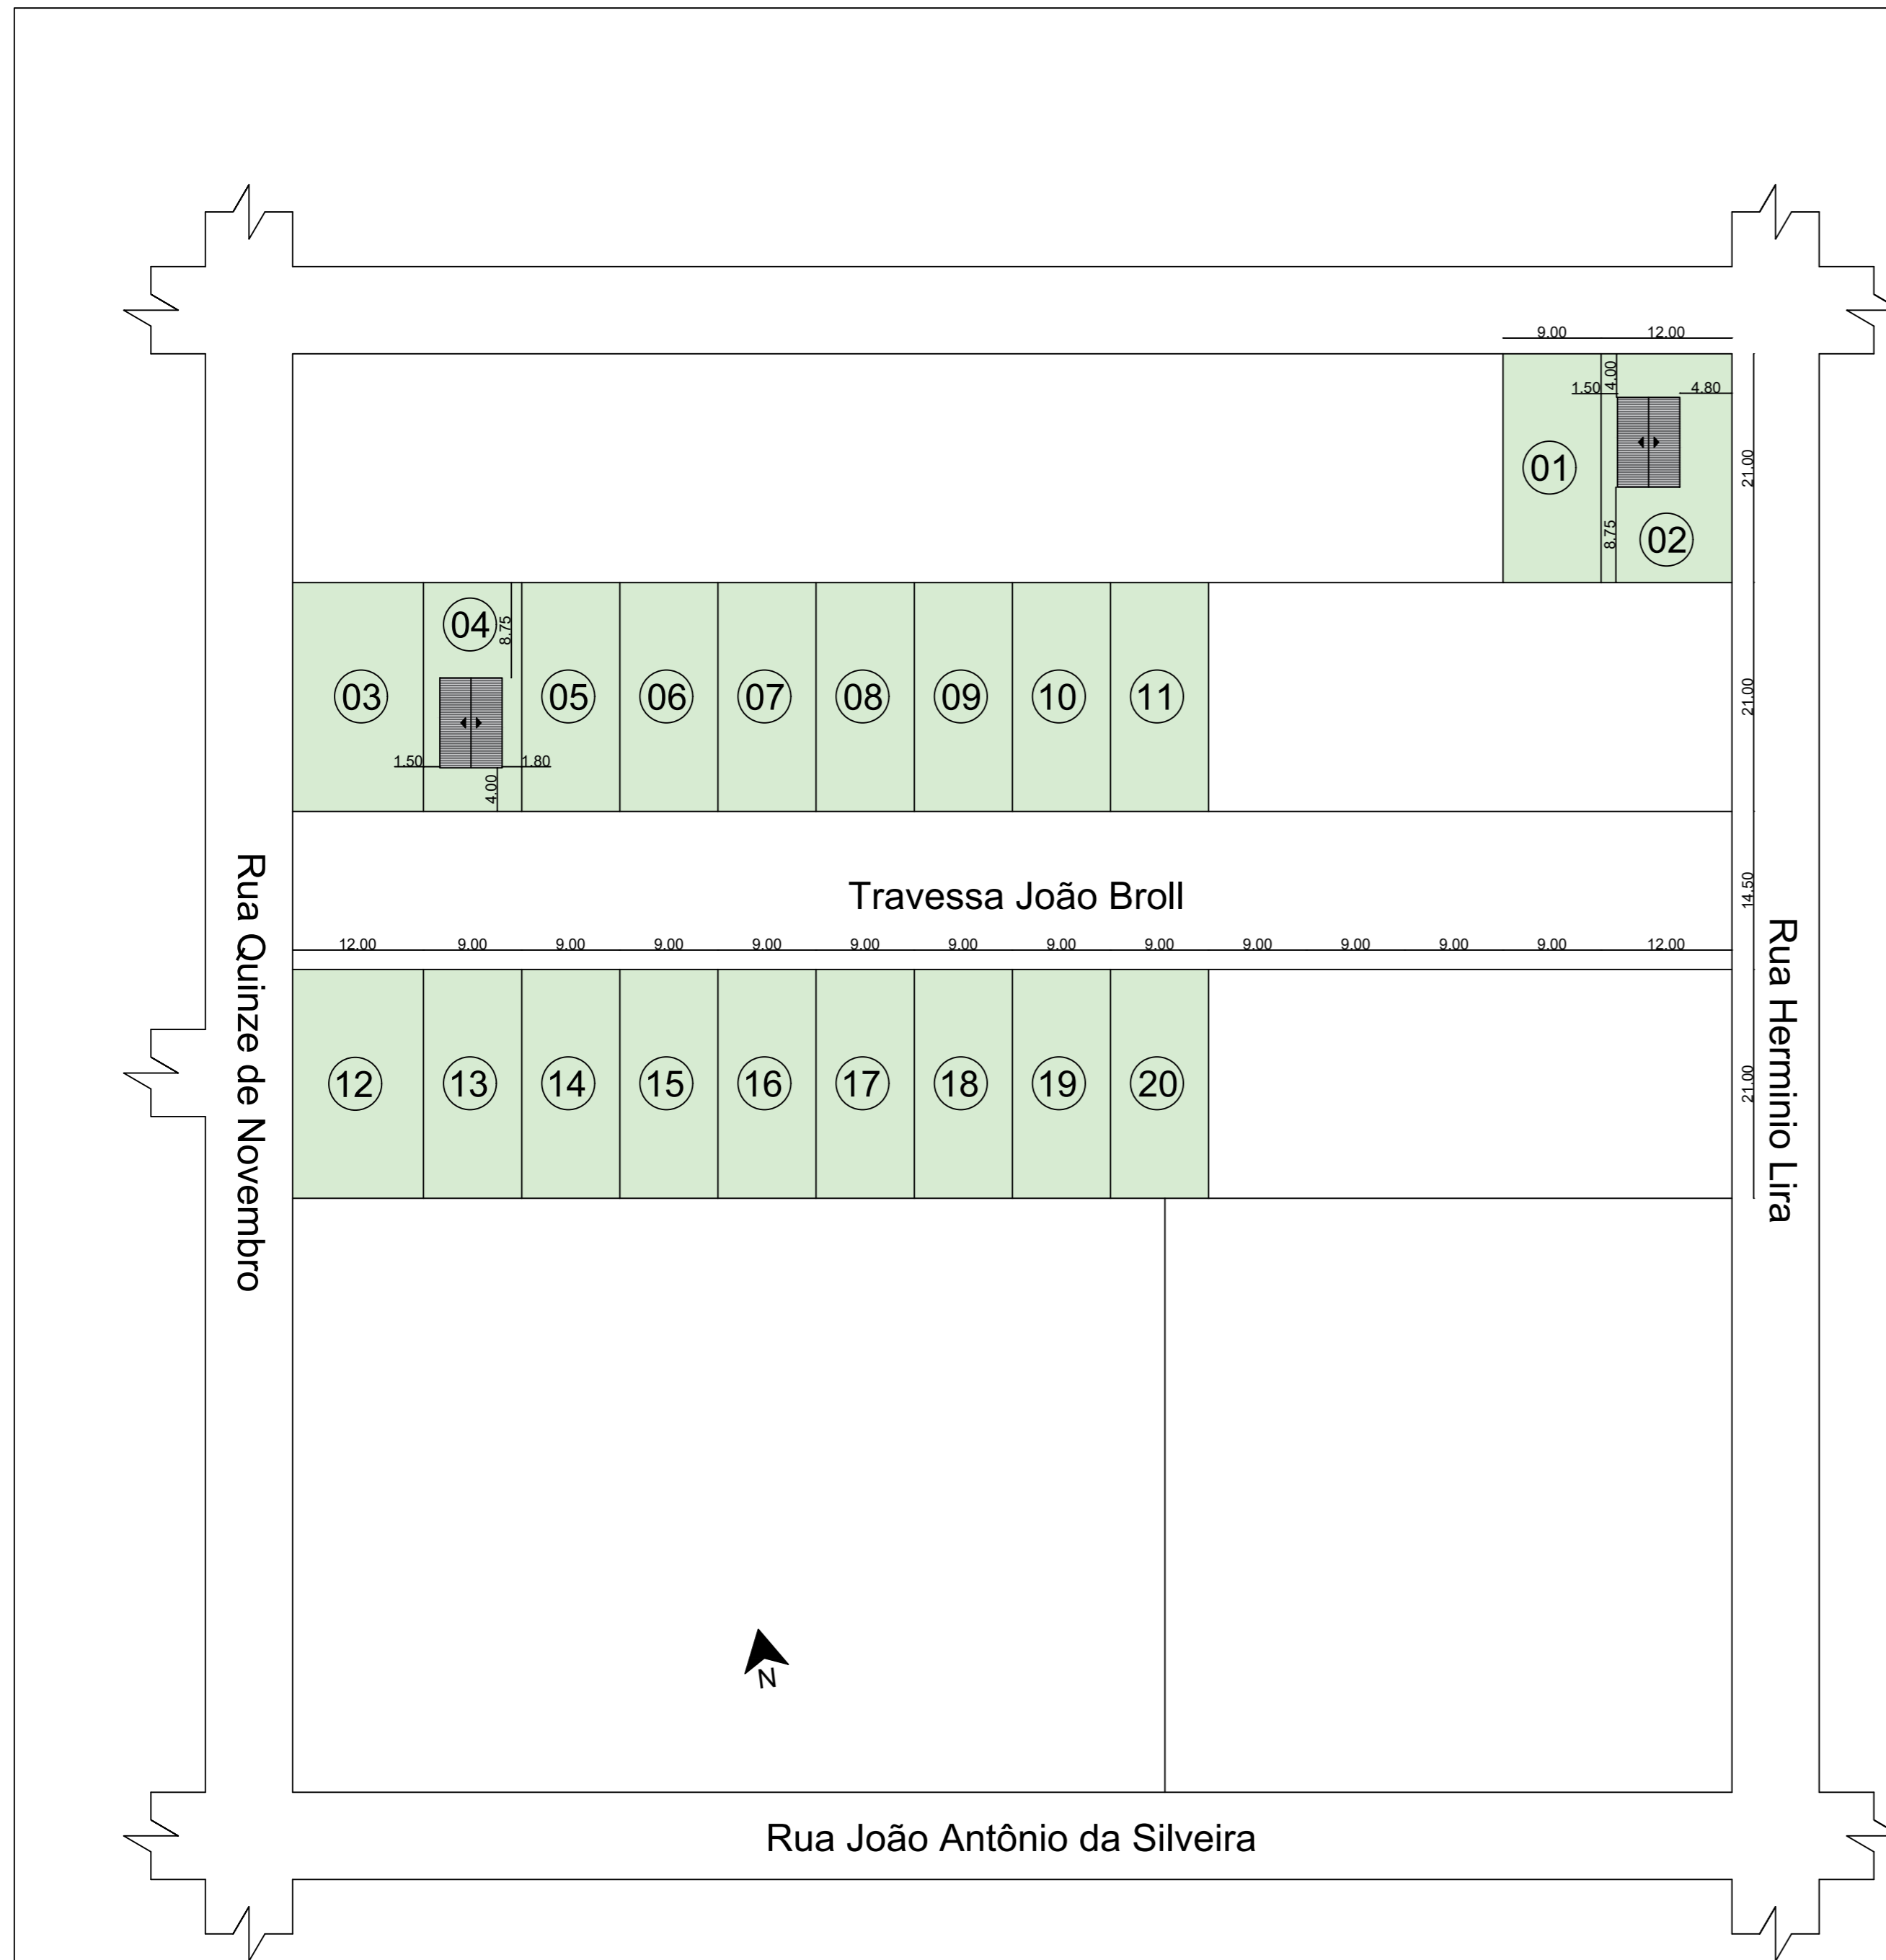 9.00 12.00
1.50 4.00 4.80
01
21.00
8.75 02
04 8.75
03 05 06 07 08 09 10 11 21.00
1.50 1.80
4.00
Travessa João Broll
14.50
12.00 9.00 9.00 9.00 9.00 9.00 9.00 9.00 9.00 9.00 9.00 9.00 9.00 12.00
Rua Quinze de Novembro
Rua Herminio Lira
12 13 14 15 16 17 18 19 20 21.00
N
Rua João Antônio da Silveira